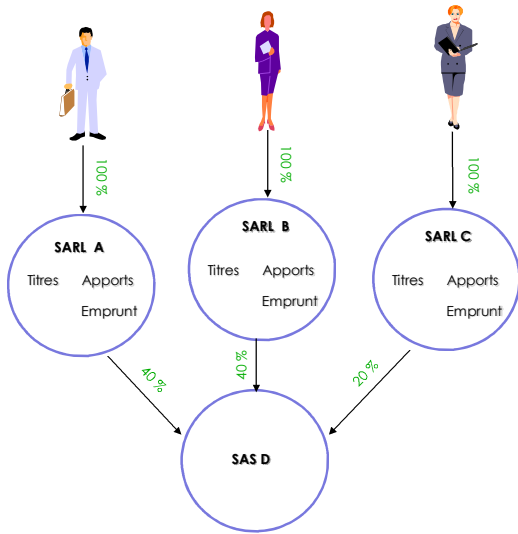 100 %
100 %
100 %
SARL A
Titres Apports
Emprunt
SARL B
Titres Apports
Emprunt
SARL C
Titres Apports
Emprunt
40 %
40 %
20 %
SAS D